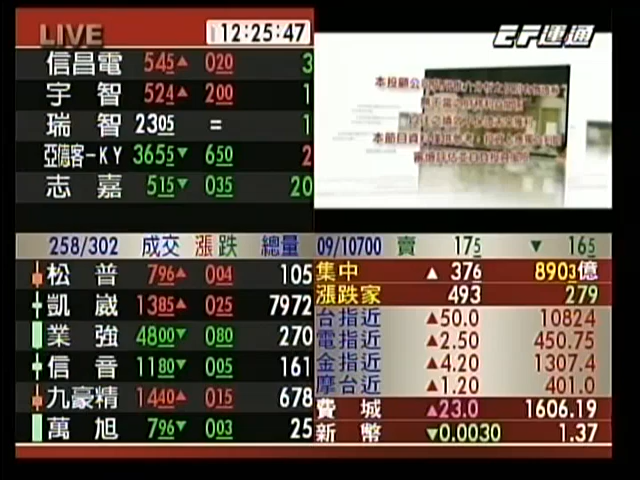 LIVE 12:25:47
EF運通
信昌電 545▲ 020 3
宇智 524▲ 200 1
瑞智 2305 = 1
亞德客-KY 3655▼ 650 2
志嘉 515▼ 035 20
258/302 成交 漲跌 總量
松普 796▲ 004 105
凱崴 1385▲ 025 7972
業強 4800▼ 080 270
信音 1180▼ 005 161
九豪精 1440▲ 015 678
萬旭 796▼ 003 25
09/10700 賣 175 ▼ 165
集中 ▲ 376 8903億
漲跌家 493 279
台指近 ▲50.0 10824
電指近 ▲2.50 450.75
金指近 ▲4.20 1307.4
摩台近 ▲1.20 401.0
費城 ▲23.0 1606.19
新幣 ▼0.0030 1.37